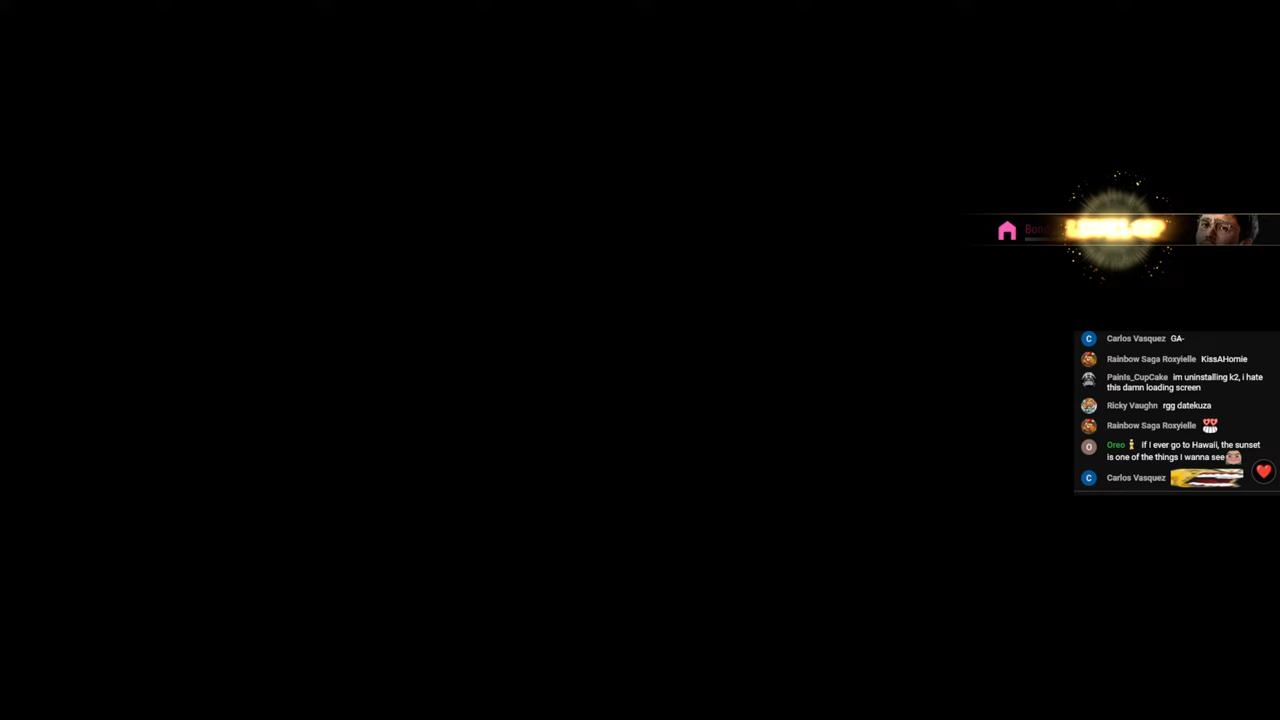 Bond
Carlos Vasquez GA-
Rainbow Saga Roxyielle KissAHomie
PainIs_CupCake im uninstalling k2, i hate
this damn loading screen
Ricky Vaughn rgg datekuza
Rainbow Saga Roxyielle
Oreo if I ever go to Hawaii, the sunset
is one of the things I wanna see
Carlos Vasquez